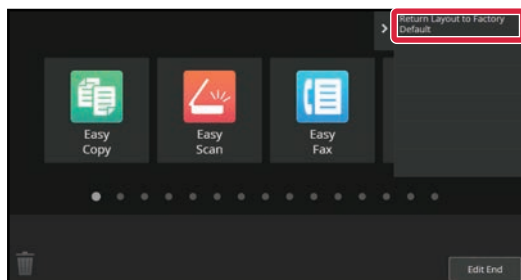 Return Layout to Factory
Default
Easy
Copy
Easy
Scan
Easy
Fax
Edit End